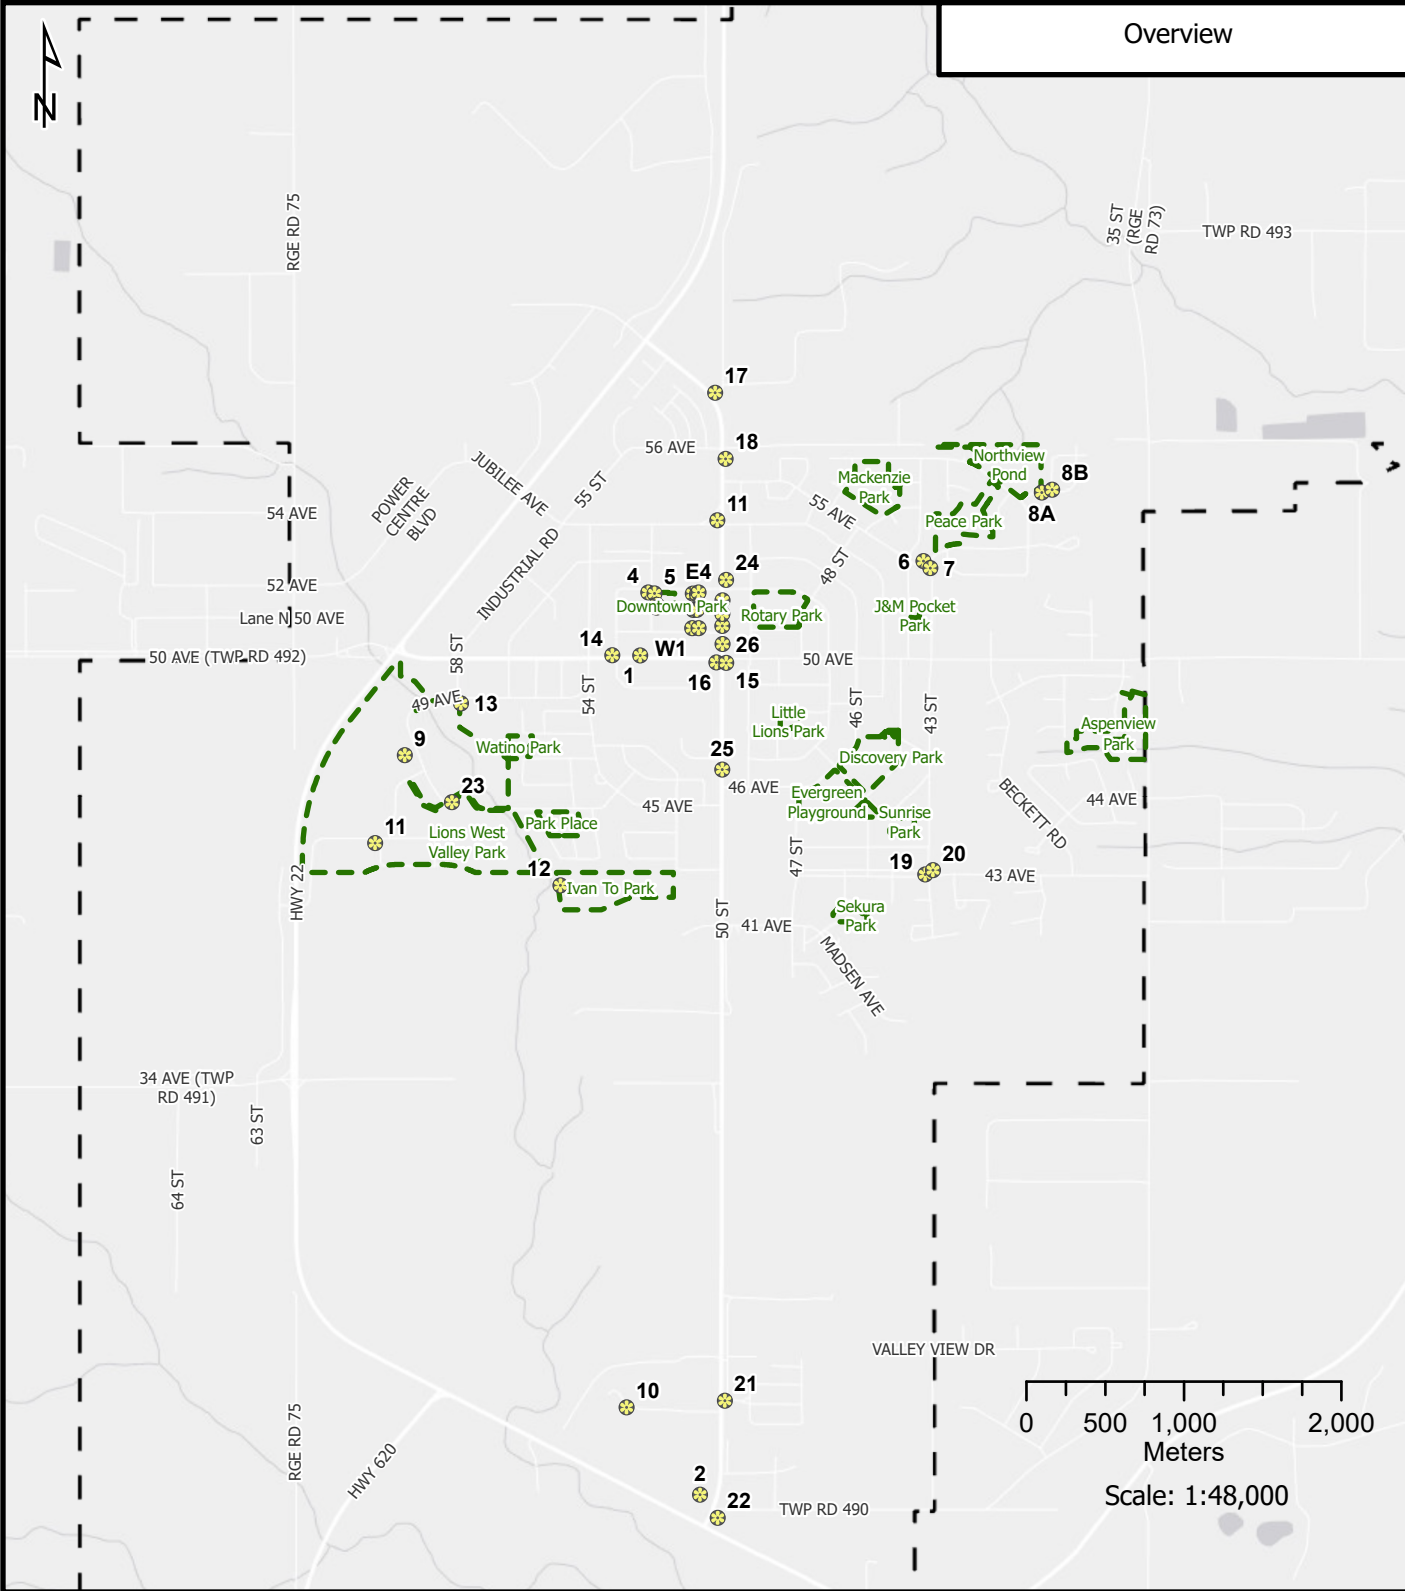 Overview
N
RGE RD 75
35 ST
(RGE
RD 73)
TWP RD 493
17
18
56 AVE
JUBILEE AVE
55 ST
POWER
CENTRE
BLVD
54 AVE
INDUSTRIAL RD
11
Mackenzie
Park
55 AVE
Northview
Pond
8B
8A
Peace Park
48 ST
6
7
52 AVE
Lane N 50 AVE
4
5
E4
24
Downtown Park
Rotary Park
J&M Pocket
Park
50 AVE (TWP RD 492)
58 ST
14
W1
1
26
16
15
50 AVE
54 ST
49 AVE
13
46 ST
43 ST
Little
Lions Park
Aspenview
Park
9
Watino Park
25
Discovery Park
46 AVE
23
45 AVE
Evergreen
Playground
Sunrise
Park
BECKETT RD
44 AVE
11
Lions West
Valley Park
Park Place
47 ST
19
20
43 AVE
12
Ivan To Park
HWY 22
50 ST
41 AVE
Sekura
Park
MADSEN AVE
34 AVE (TWP
RD 491)
63 ST
64 ST
VALLEY VIEW DR
10
21
RGE RD 75
HWY 620
2
22
TWP RD 490
0 500 1,000 2,000
Meters
Scale: 1:48,000